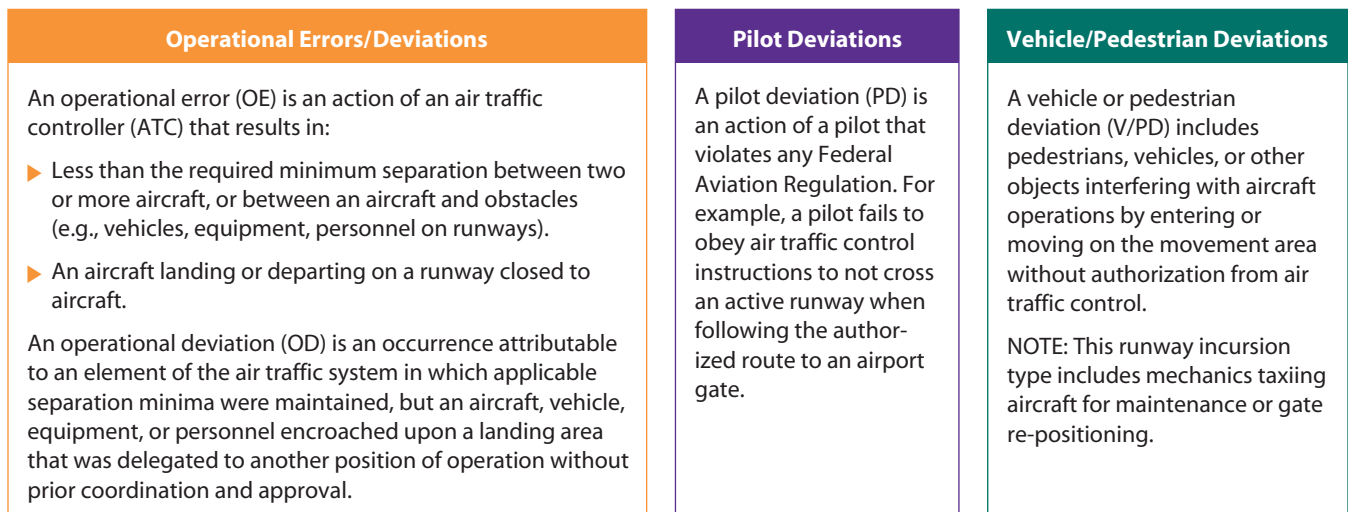 Operational Errors/Deviations
An operational error (OE) is an action of an air traffic
controller (ATC) that results in:
Less than the required minimum separation between two
or more aircraft, or between an aircraft and obstacles
(e.g., vehicles, equipment, personnel on runways).
An aircraft landing or departing on a runway closed to
aircraft.
An operational deviation (OD) is an occurrence attributable
to an element of the air traffic system in which applicable
separation minima were maintained, but an aircraft, vehicle,
equipment, or personnel encroached upon a landing area
that was delegated to another position of operation without
prior coordination and approval.
Pilot Deviations
A pilot deviation (PD) is
an action of a pilot that
violates any Federal
Aviation Regulation. For
example, a pilot fails to
obey air traffic control
instructions to not cross
an active runway when
following the author-
ized route to an airport
gate.
Vehicle/Pedestrian Deviations
A vehicle or pedestrian
deviation (V/PD) includes
pedestrians, vehicles, or other
objects interfering with aircraft
operations by entering or
moving on the movement area
without authorization from air
traffic control.
NOTE: This runway incursion
type includes mechanics taxiing
aircraft for maintenance or gate
re-positioning.